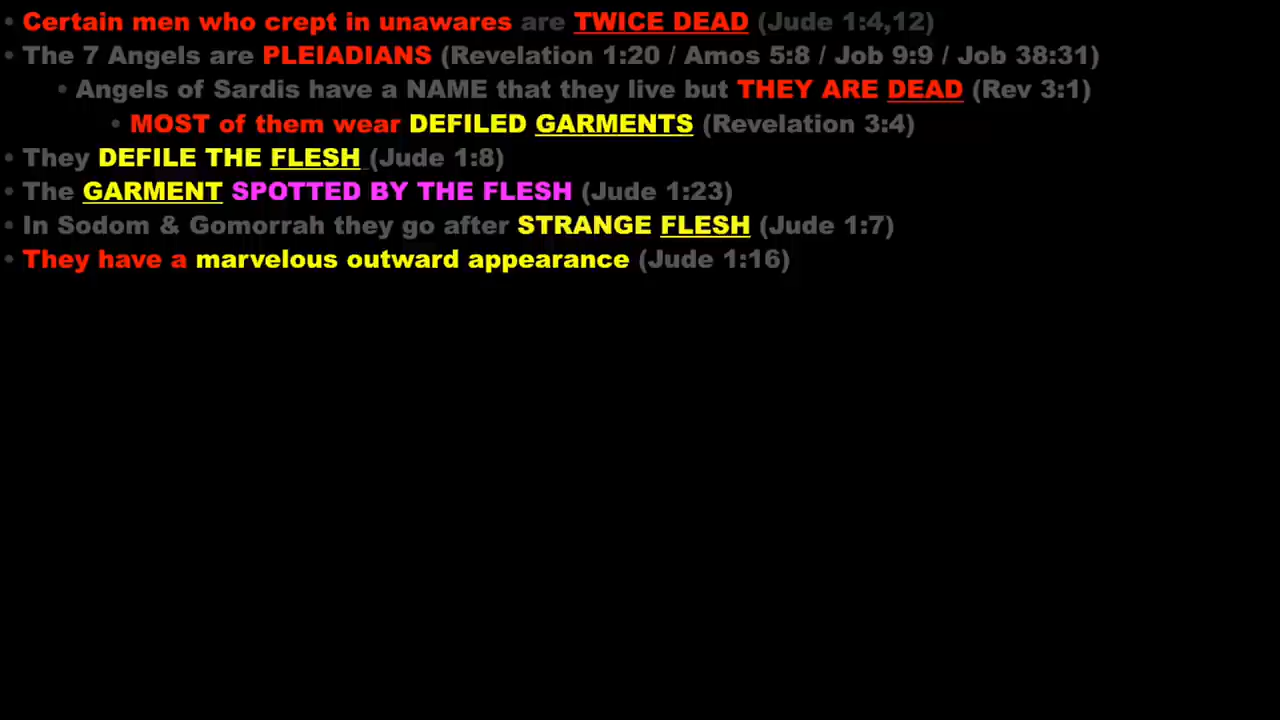 • Certain men who crept in unawares are TWICE DEAD (Jude 1:4,12)
• The 7 Angels are PLEIADIANS (Revelation 1:20 / Amos 5:8 / Job 9:9 / Job 38:31)
• Angels of Sardis have a NAME that they live but THEY ARE DEAD (Rev 3:1)
• MOST of them wear DEFILED GARMENTS (Revelation 3:4)
• They DEFILE THE FLESH (Jude 1:8)
• The GARMENT SPOTTED BY THE FLESH (Jude 1:23)
• In Sodom & Gomorrah they go after STRANGE FLESH (Jude 1:7)
• They have a marvelous outward appearance (Jude 1:16)